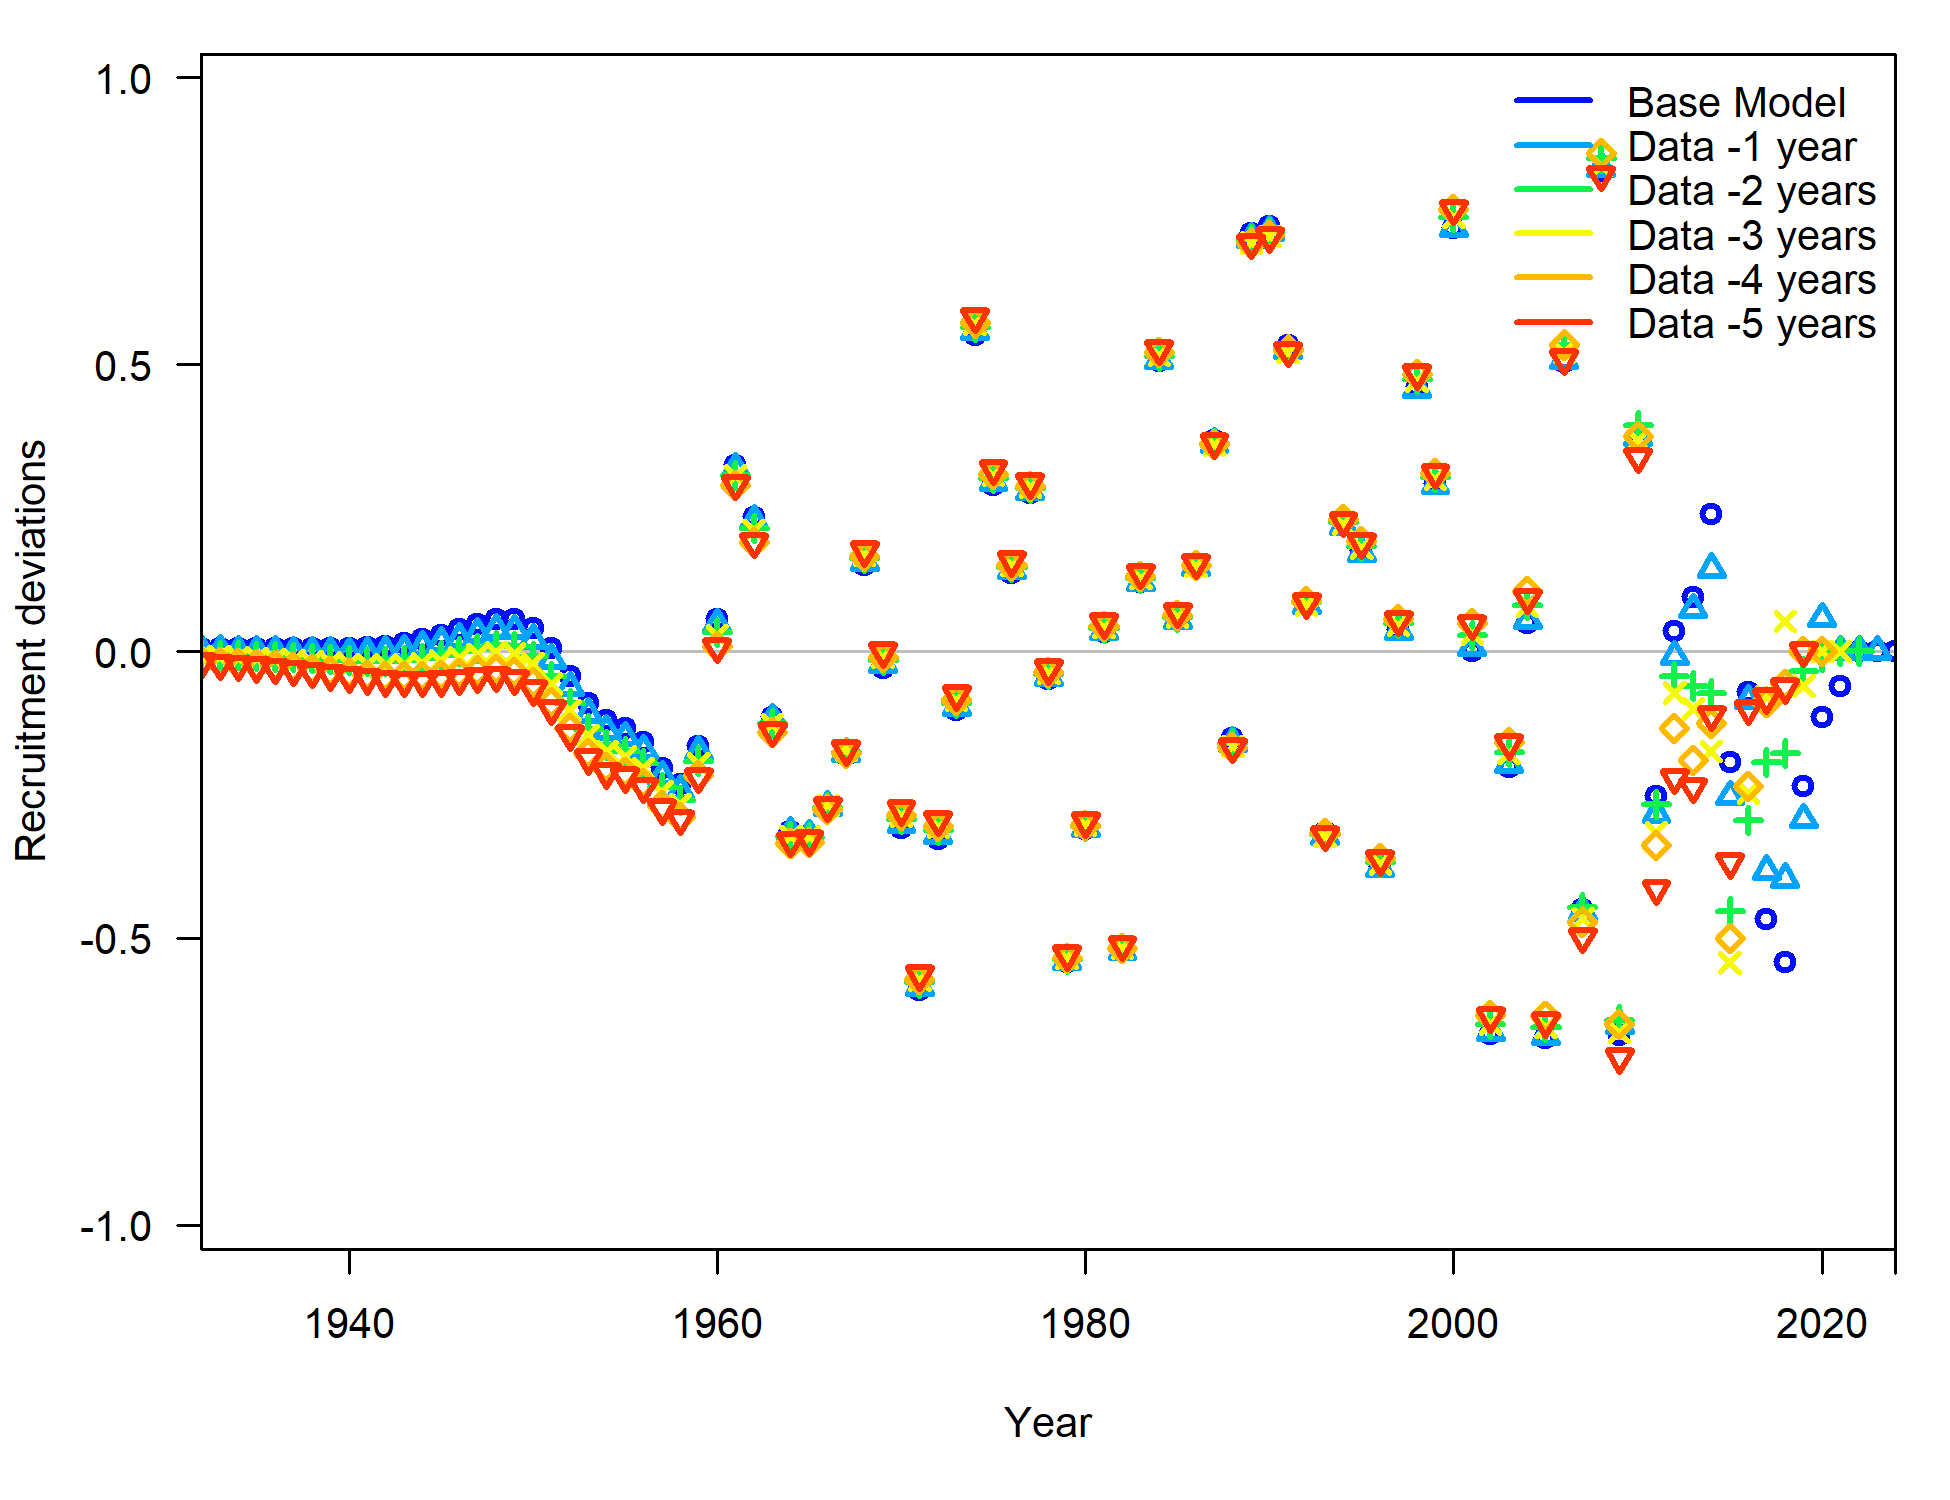 1.0
0.5
0.0
-0.5
-1.0
Recruitment deviations
Base Model
Data -1 year
Data -2 years
Data -3 years
Data -4 years
Data -5 years
1940 1960 1980 2000 2020
Year